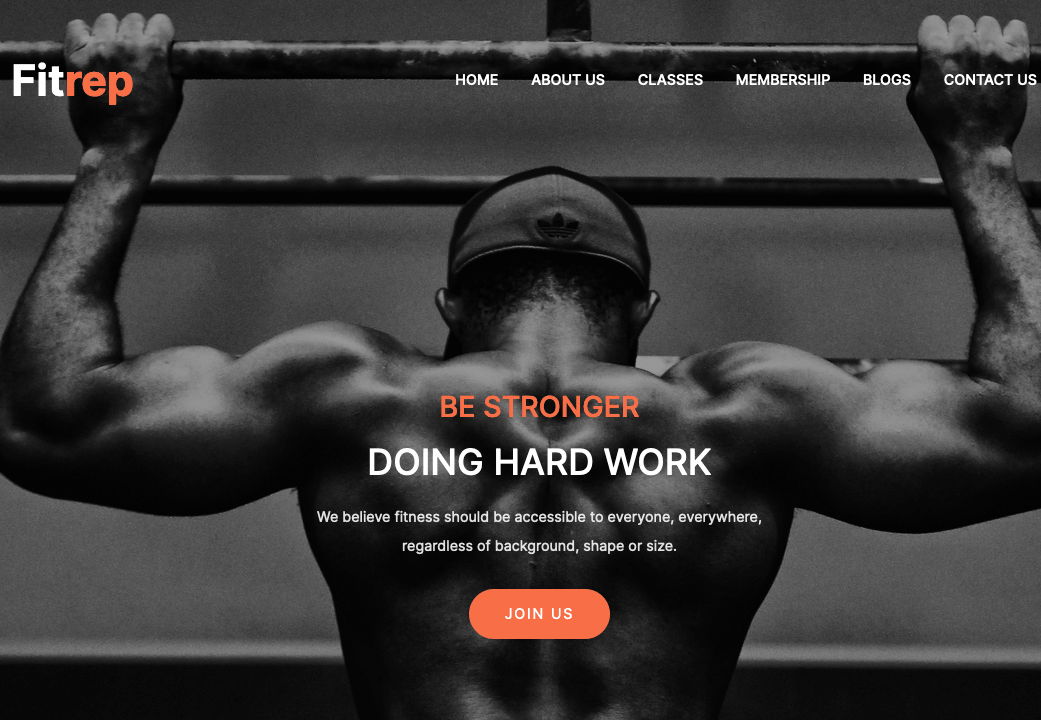 Fitrep
HOME ABOUT US CLASSES MEMBERSHIP BLOGS CONTACT US
BE STRONGER
DOING HARD WORK
We believe fitness should be accessible to everyone, everywhere,
regardless of background, shape or size.
JOIN US